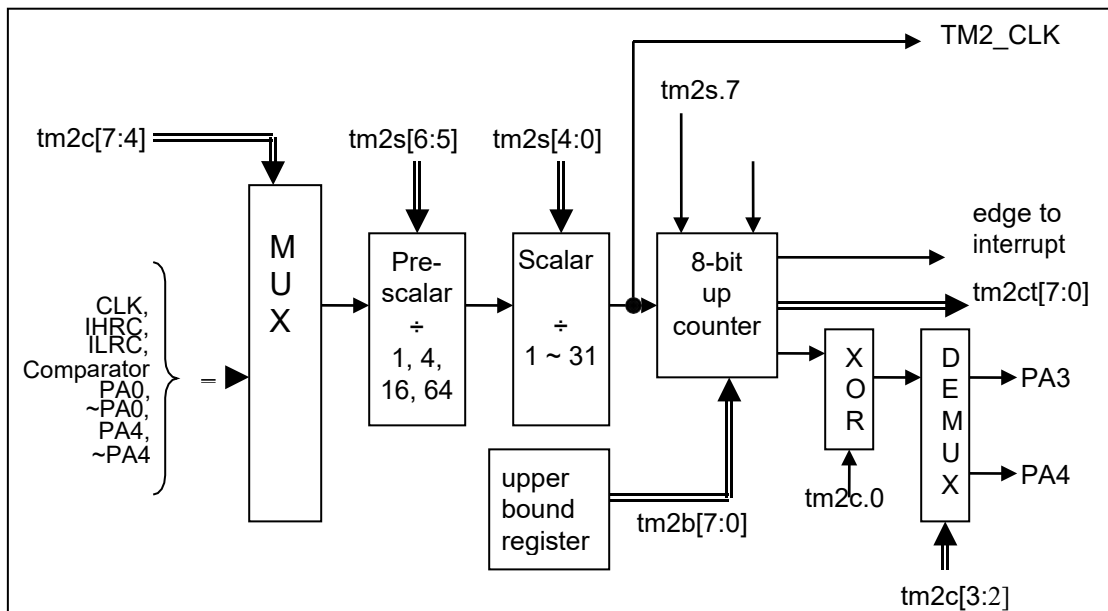 TM2_CLK
tm2s.7
tm2c[7:4]
tm2s[6:5]
tm2s[4:0]
M
U
X
Pre-
scalar
÷
1, 4,
16, 64
Scalar
÷
1 ~ 31
8-bit
up
counter
edge to
interrupt
tm2ct[7:0]
CLK,
IHRC,
ILRC,
Comparator
PA0,
~PA0,
PA4,
~PA4
X
O
R
D
E
M
U
X
PA3
PA4
upper
bound
register
tm2b[7:0]
tm2c.0
tm2c[3:2]